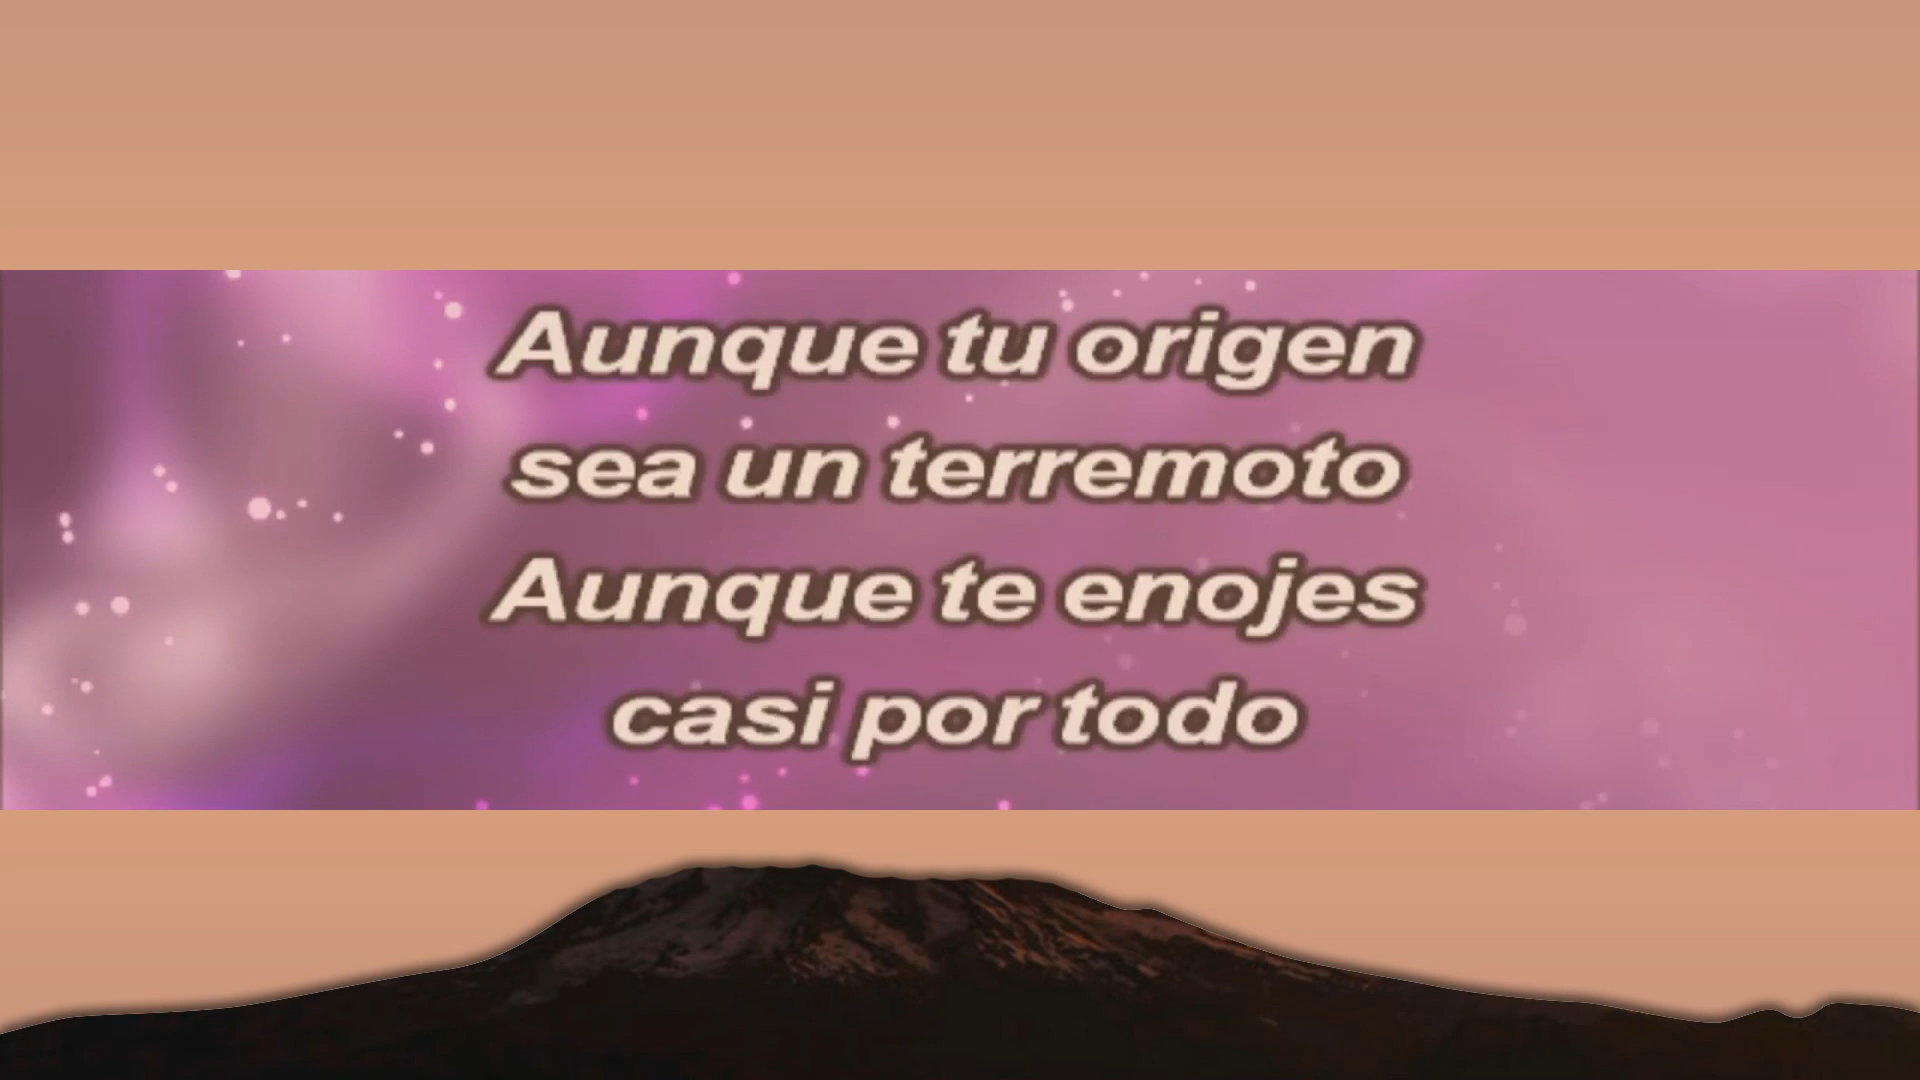 Aunque tu origen
sea un terremoto
Aunque te enojes
casi por todo